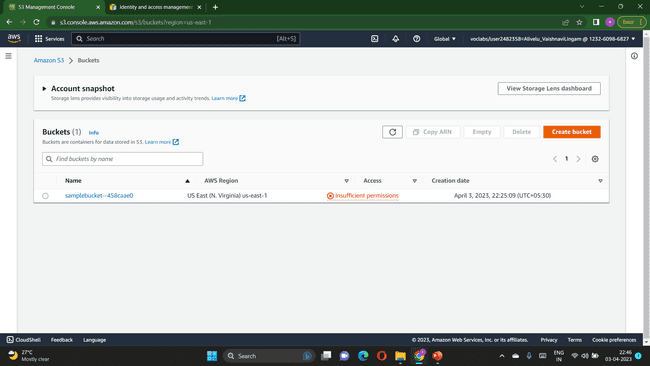 S3 Management Console
Identity and access management
s3.console.aws.amazon.com/s3/buckets?region=us-east-1
Error
aws
Services
Search
[Alt+S]
Global
voclabs/user2482358=Alivelu_VaishnaviLingam @ 1232-6098-6827
Amazon S3
Buckets
Account snapshot
Storage lens provides visibility into storage usage and activity trends. Learn more
View Storage Lens dashboard
Buckets (1) Info
Buckets are containers for data stored in S3. Learn more
Copy ARN
Empty
Delete
Create bucket
Find buckets by name
1
Name
AWS Region
Access
Creation date
samplebucket--458caae0
US East (N. Virginia) us-east-1
Insufficient permissions
April 3, 2023, 22:25:09 (UTC+05:30)
CloudShell
Feedback
Language
© 2023, Amazon Web Services, Inc. or its affiliates.
Privacy
Terms
Cookie preferences
27°C
Mostly clear
Search
ENG
IN
22:46
03-04-2023